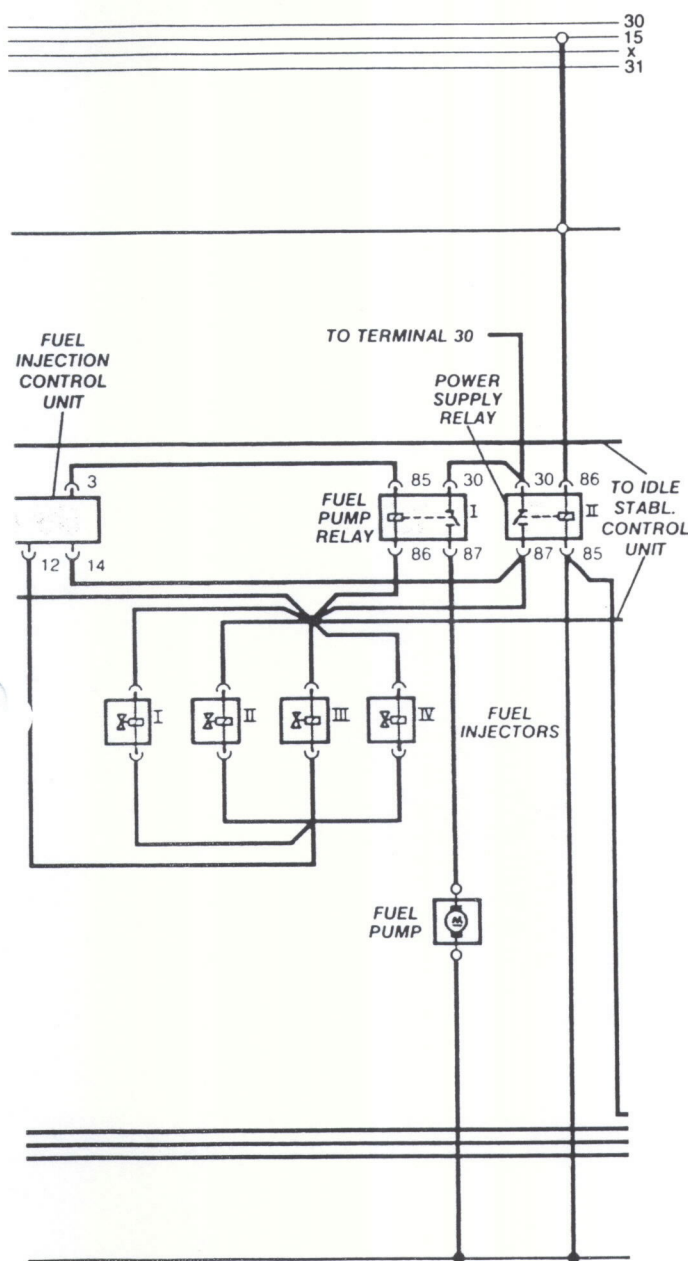 30
15
x
31
FUEL
INJECTION
CONTROL
UNIT
TO TERMINAL 30
POWER
SUPPLY
RELAY
3
85
30
30
86
FUEL
PUMP
RELAY
I
II
TO IDLE
STABL.
CONTROL
UNIT
12
14
86
87
87
85
I
II
III
IV
FUEL
INJECTORS
FUEL
PUMP
M